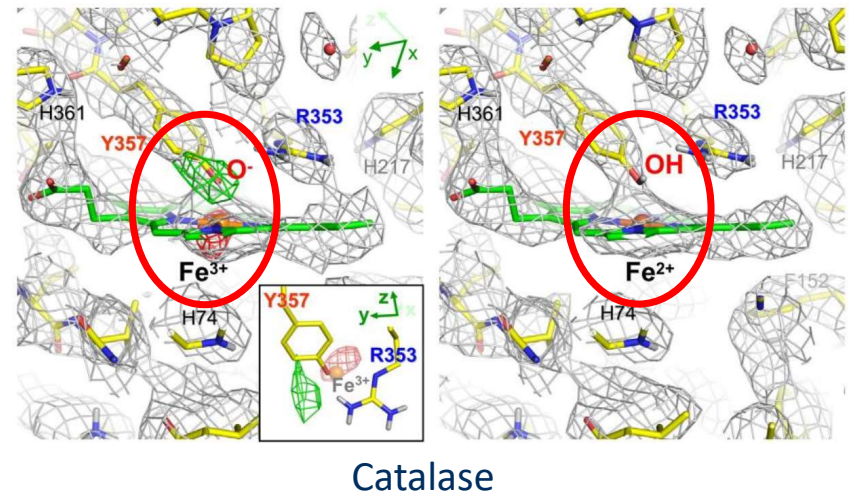 z
y x
H361
R353
Y357
O-
H217
Fe3+
H74
Y357
z
x
y
R353
Fe3+
H361
R353
Y357
OH
H217
Fe2+
F152
H74
Catalase